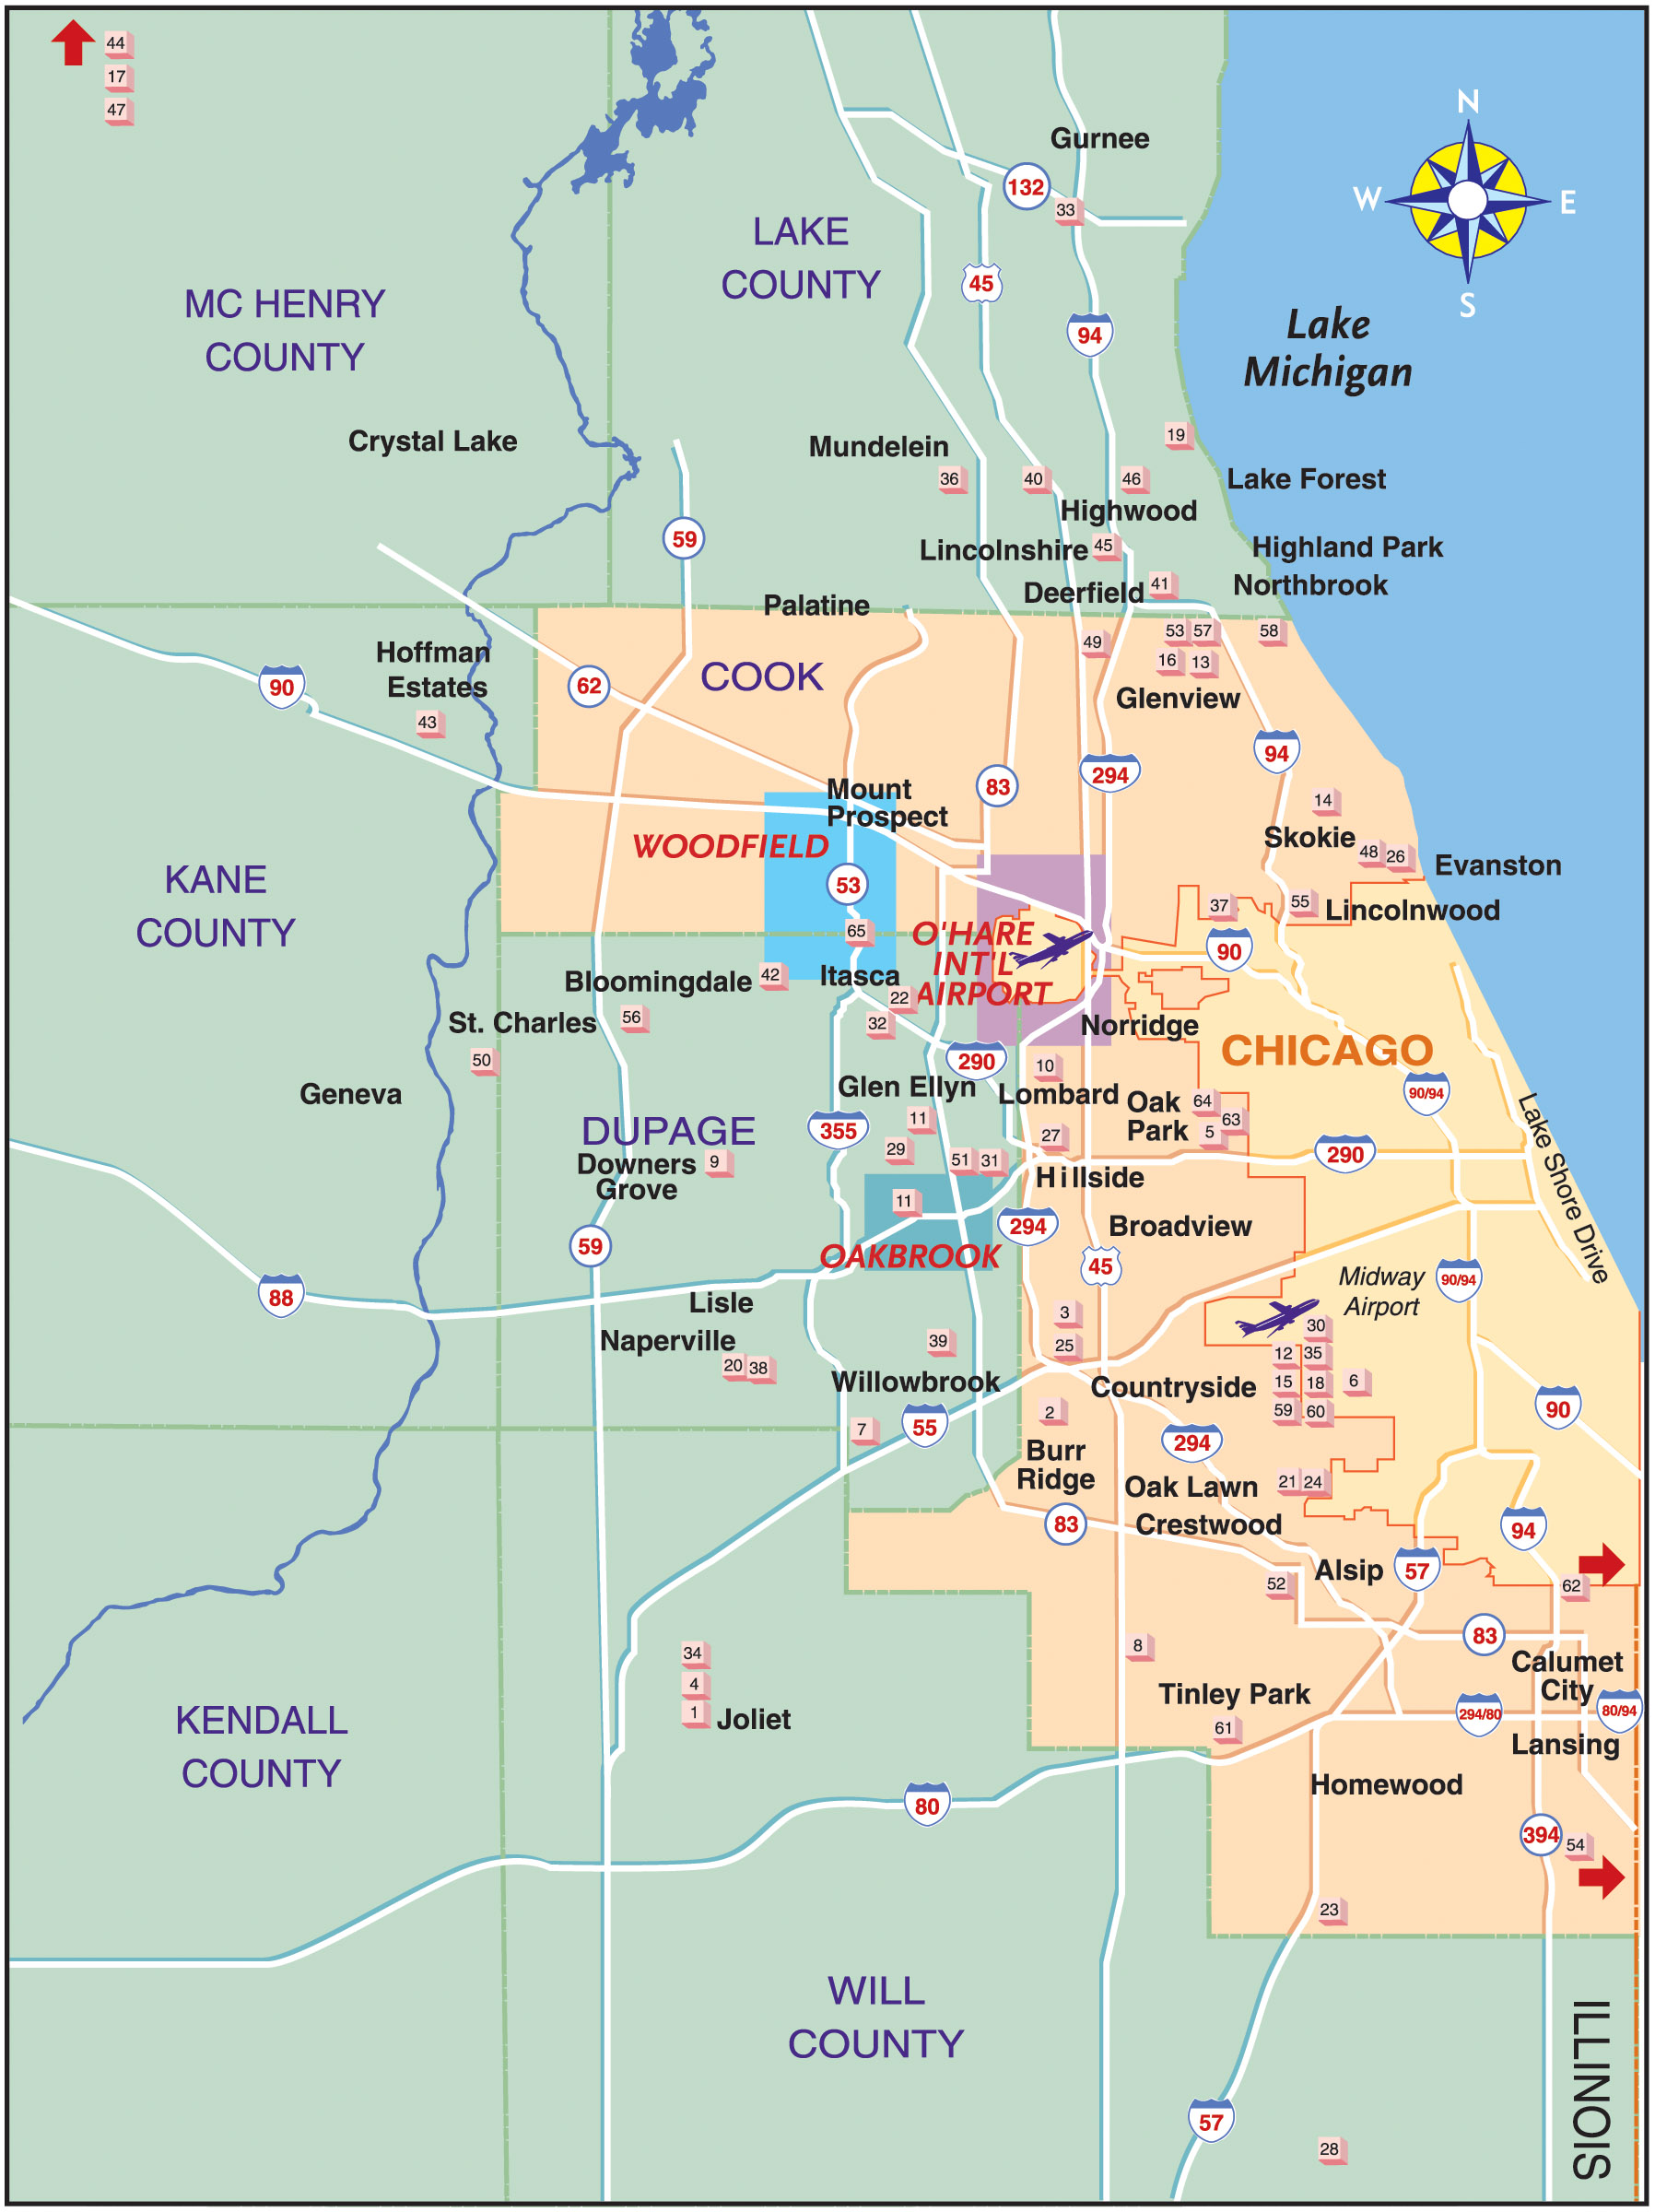 44
17
47
N
W
E
S
Gurnee
132
33
LAKE
COUNTY
45
94
MC HENRY
COUNTY
Lake
Michigan
19
Crystal Lake
Mundelein
36
40
46
Lake Forest
Highwood
59
Lincolnshire
45
Highland Park
Deerfield
41
Northbrook
Palatine
49
53
57
58
16
13
Hoffman
Estates
43
90
62
COOK
Glenview
94
294
83
Mount
Prospect
14
WOODFIELD
Skokie
48
26
Evanston
53
KANE
COUNTY
37
55
Lincolnwood
65
O'HARE
INT'L
AIRPORT
90
Bloomingdale
42
Itasca
22
56
32
St. Charles
Norridge
CHICAGO
50
290
10
Geneva
Glen Ellyn
Lombard
90/94
Oak
Park
64
63
5
11
355
DUPAGE
27
29
51
31
290
Lake Shore Drive
Downers
Grove
9
Hillside
11
294
Broadview
59
OAKBROOK
45
Midway
Airport
90/94
88
Lisle
3
30
Naperville
39
25
12
35
20
38
Willowbrook
Countryside
15
18
6
2
59
60
90
7
55
Burr
Ridge
294
Oak Lawn
21
24
83
Crestwood
94
Alsip
57
52
62
8
83
34
4
1
Joliet
Calumet
City
Tinley Park
61
294/80
80/94
KENDALL
COUNTY
Lansing
Homewood
80
394
54
23
WILL
COUNTY
ILLINOIS
57
28